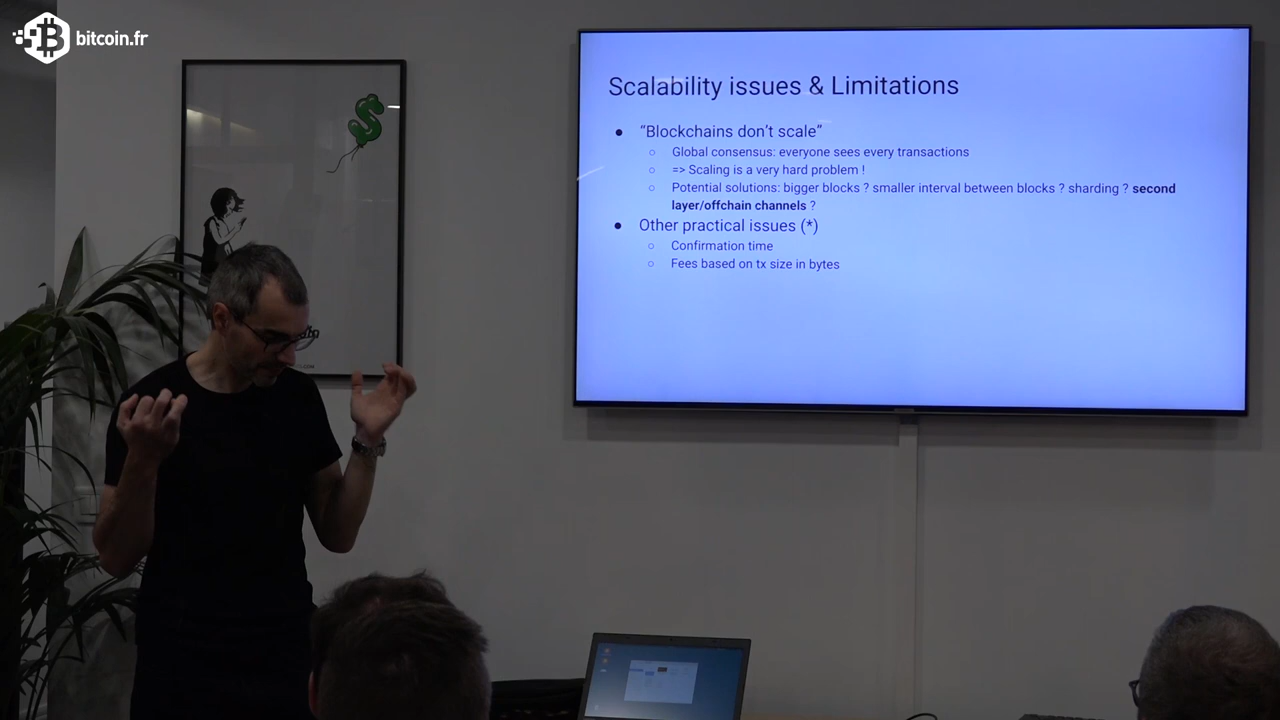 bitcoin.fr
Scalability issues & Limitations
● “Blockchains don’t scale”
○ Global consensus: everyone sees every transactions
○ => Scaling is a very hard problem !
○ Potential solutions: bigger blocks ? smaller interval between blocks ? sharding ? second
layer/offchain channels ?
● Other practical issues (*)
○ Confirmation time
○ Fees based on tx size in bytes